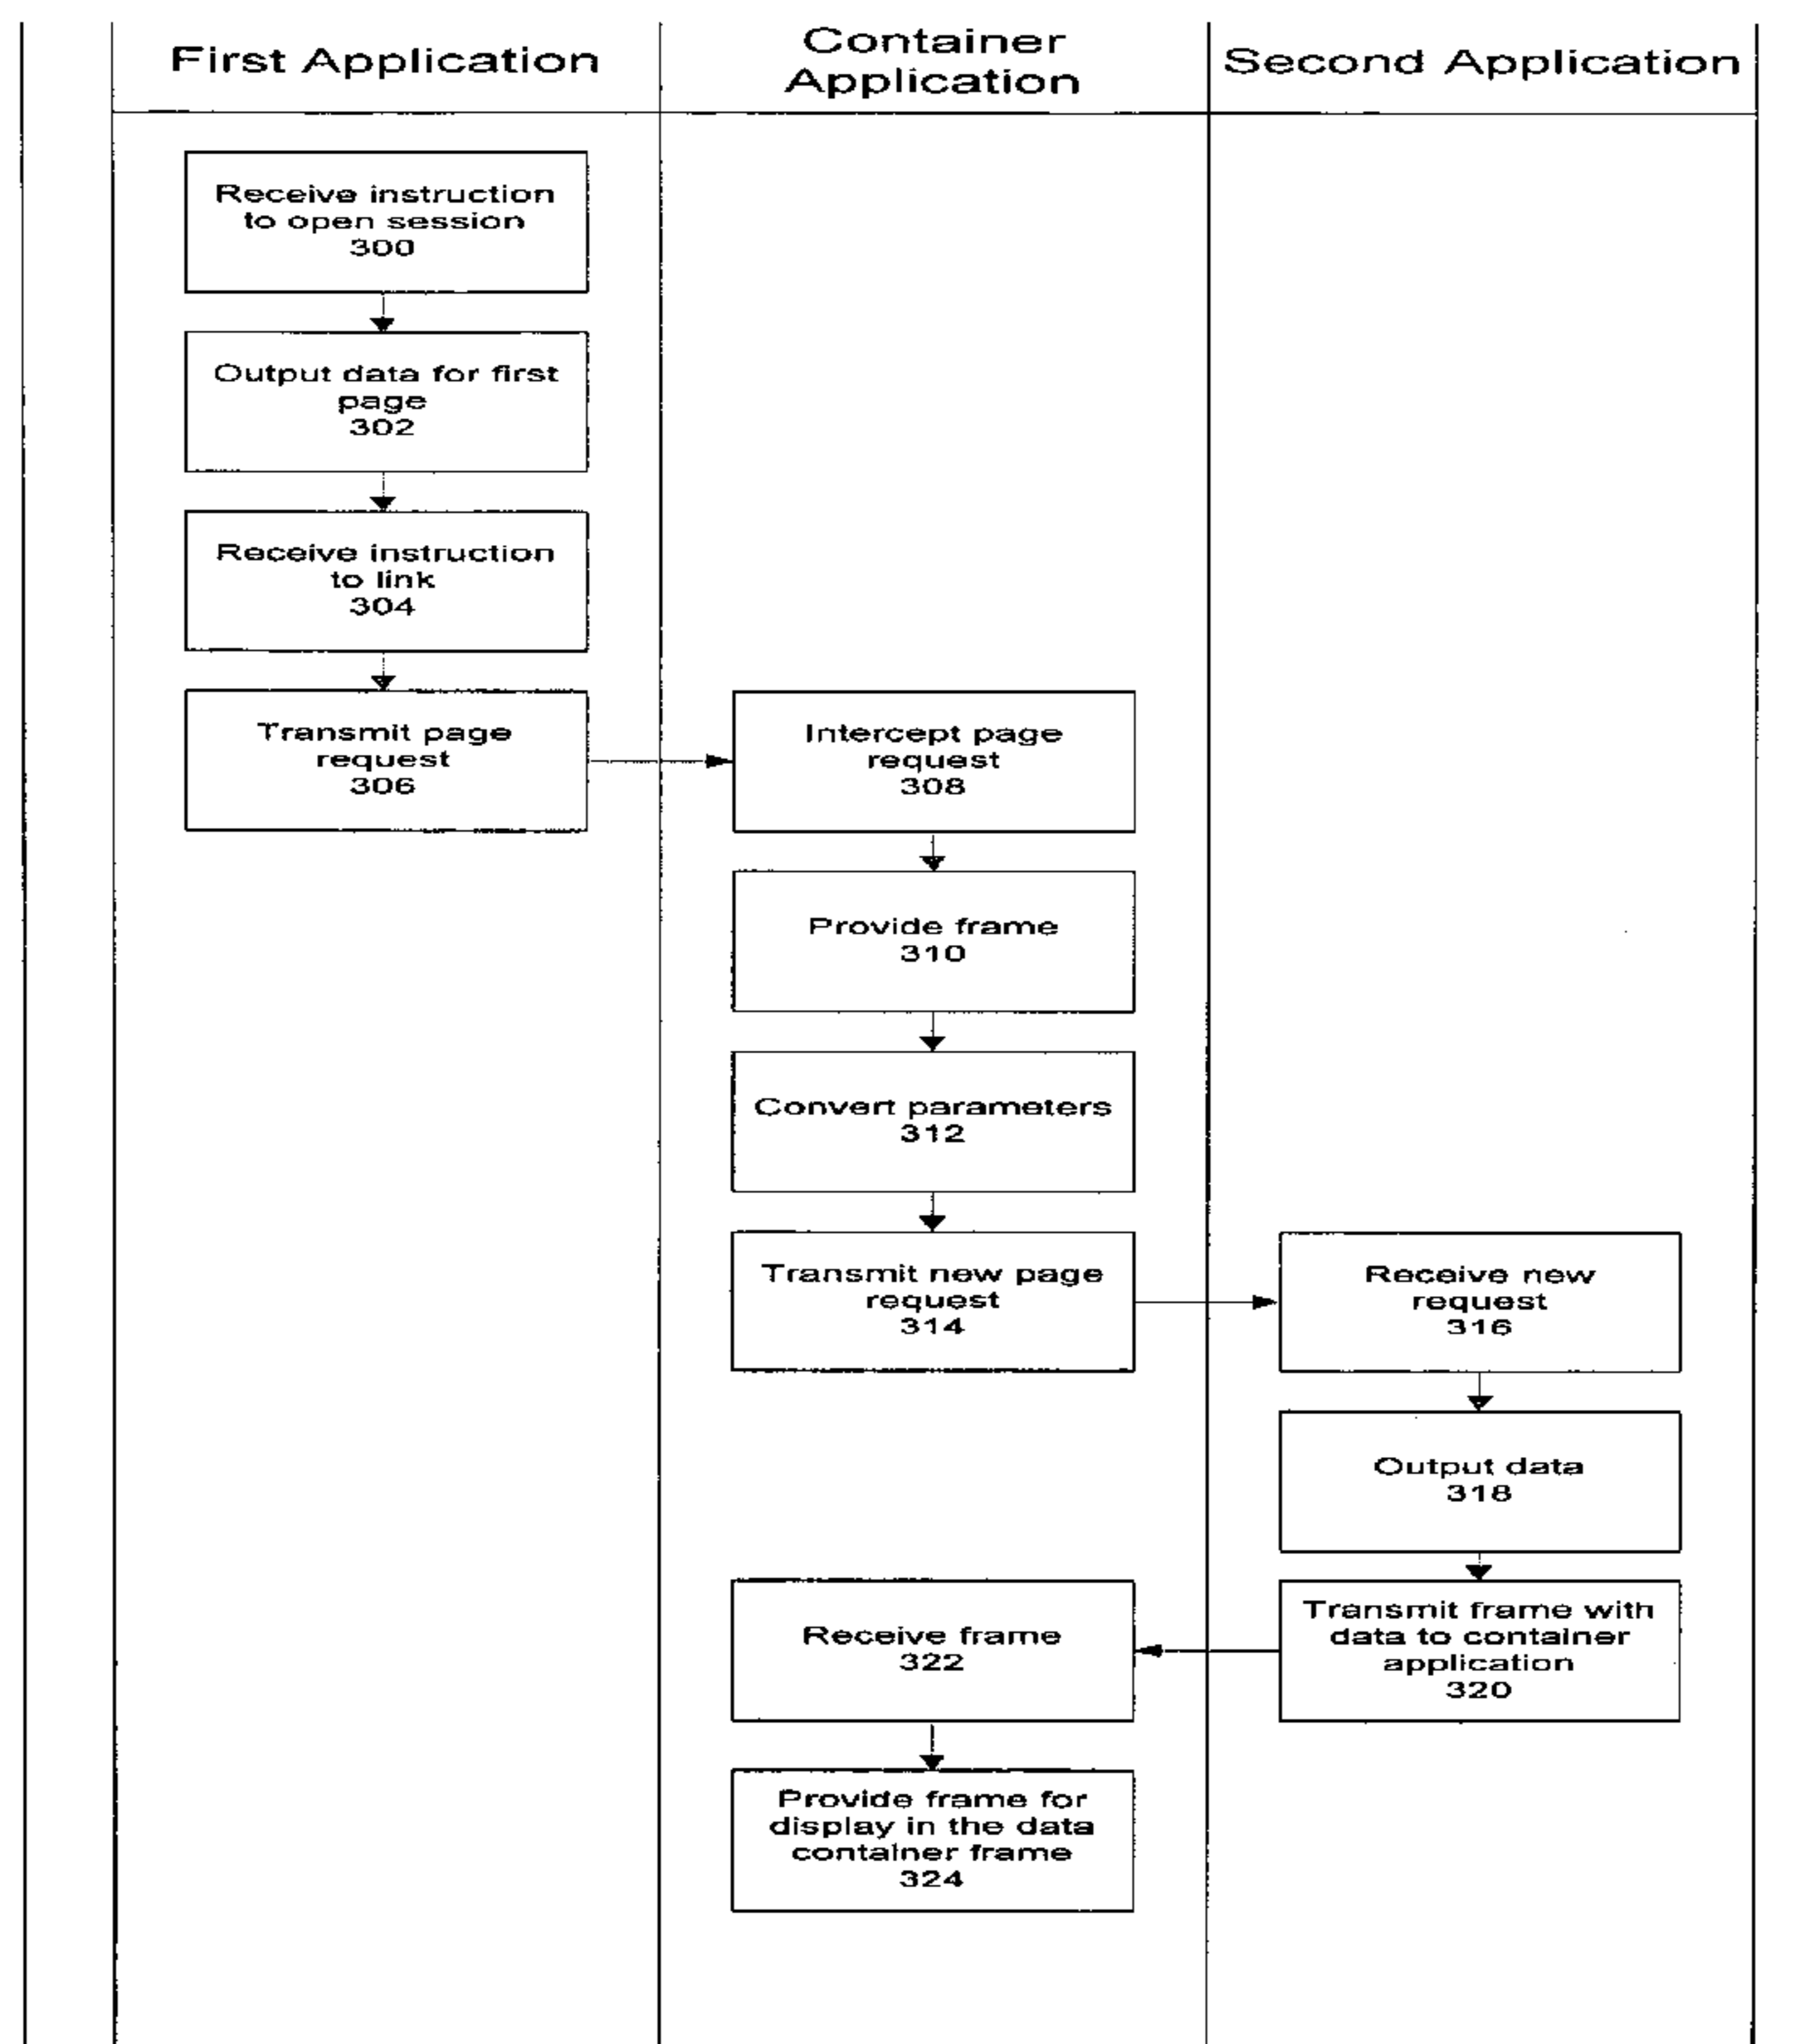 First Application
Container
Application
Second Application
Receive instruction
to open session
300
Output data for first
page
302
Receive instruction
to link
304
Transmit page
request
306
Intercept page
request
308
Provide frame
310
Convert parameters
312
Transmit new page
request
314
Receive new
request
316
Output data
318
Transmit frame with
data to container
application
320
Receive frame
322
Provide frame for
display in the data
container frame
324